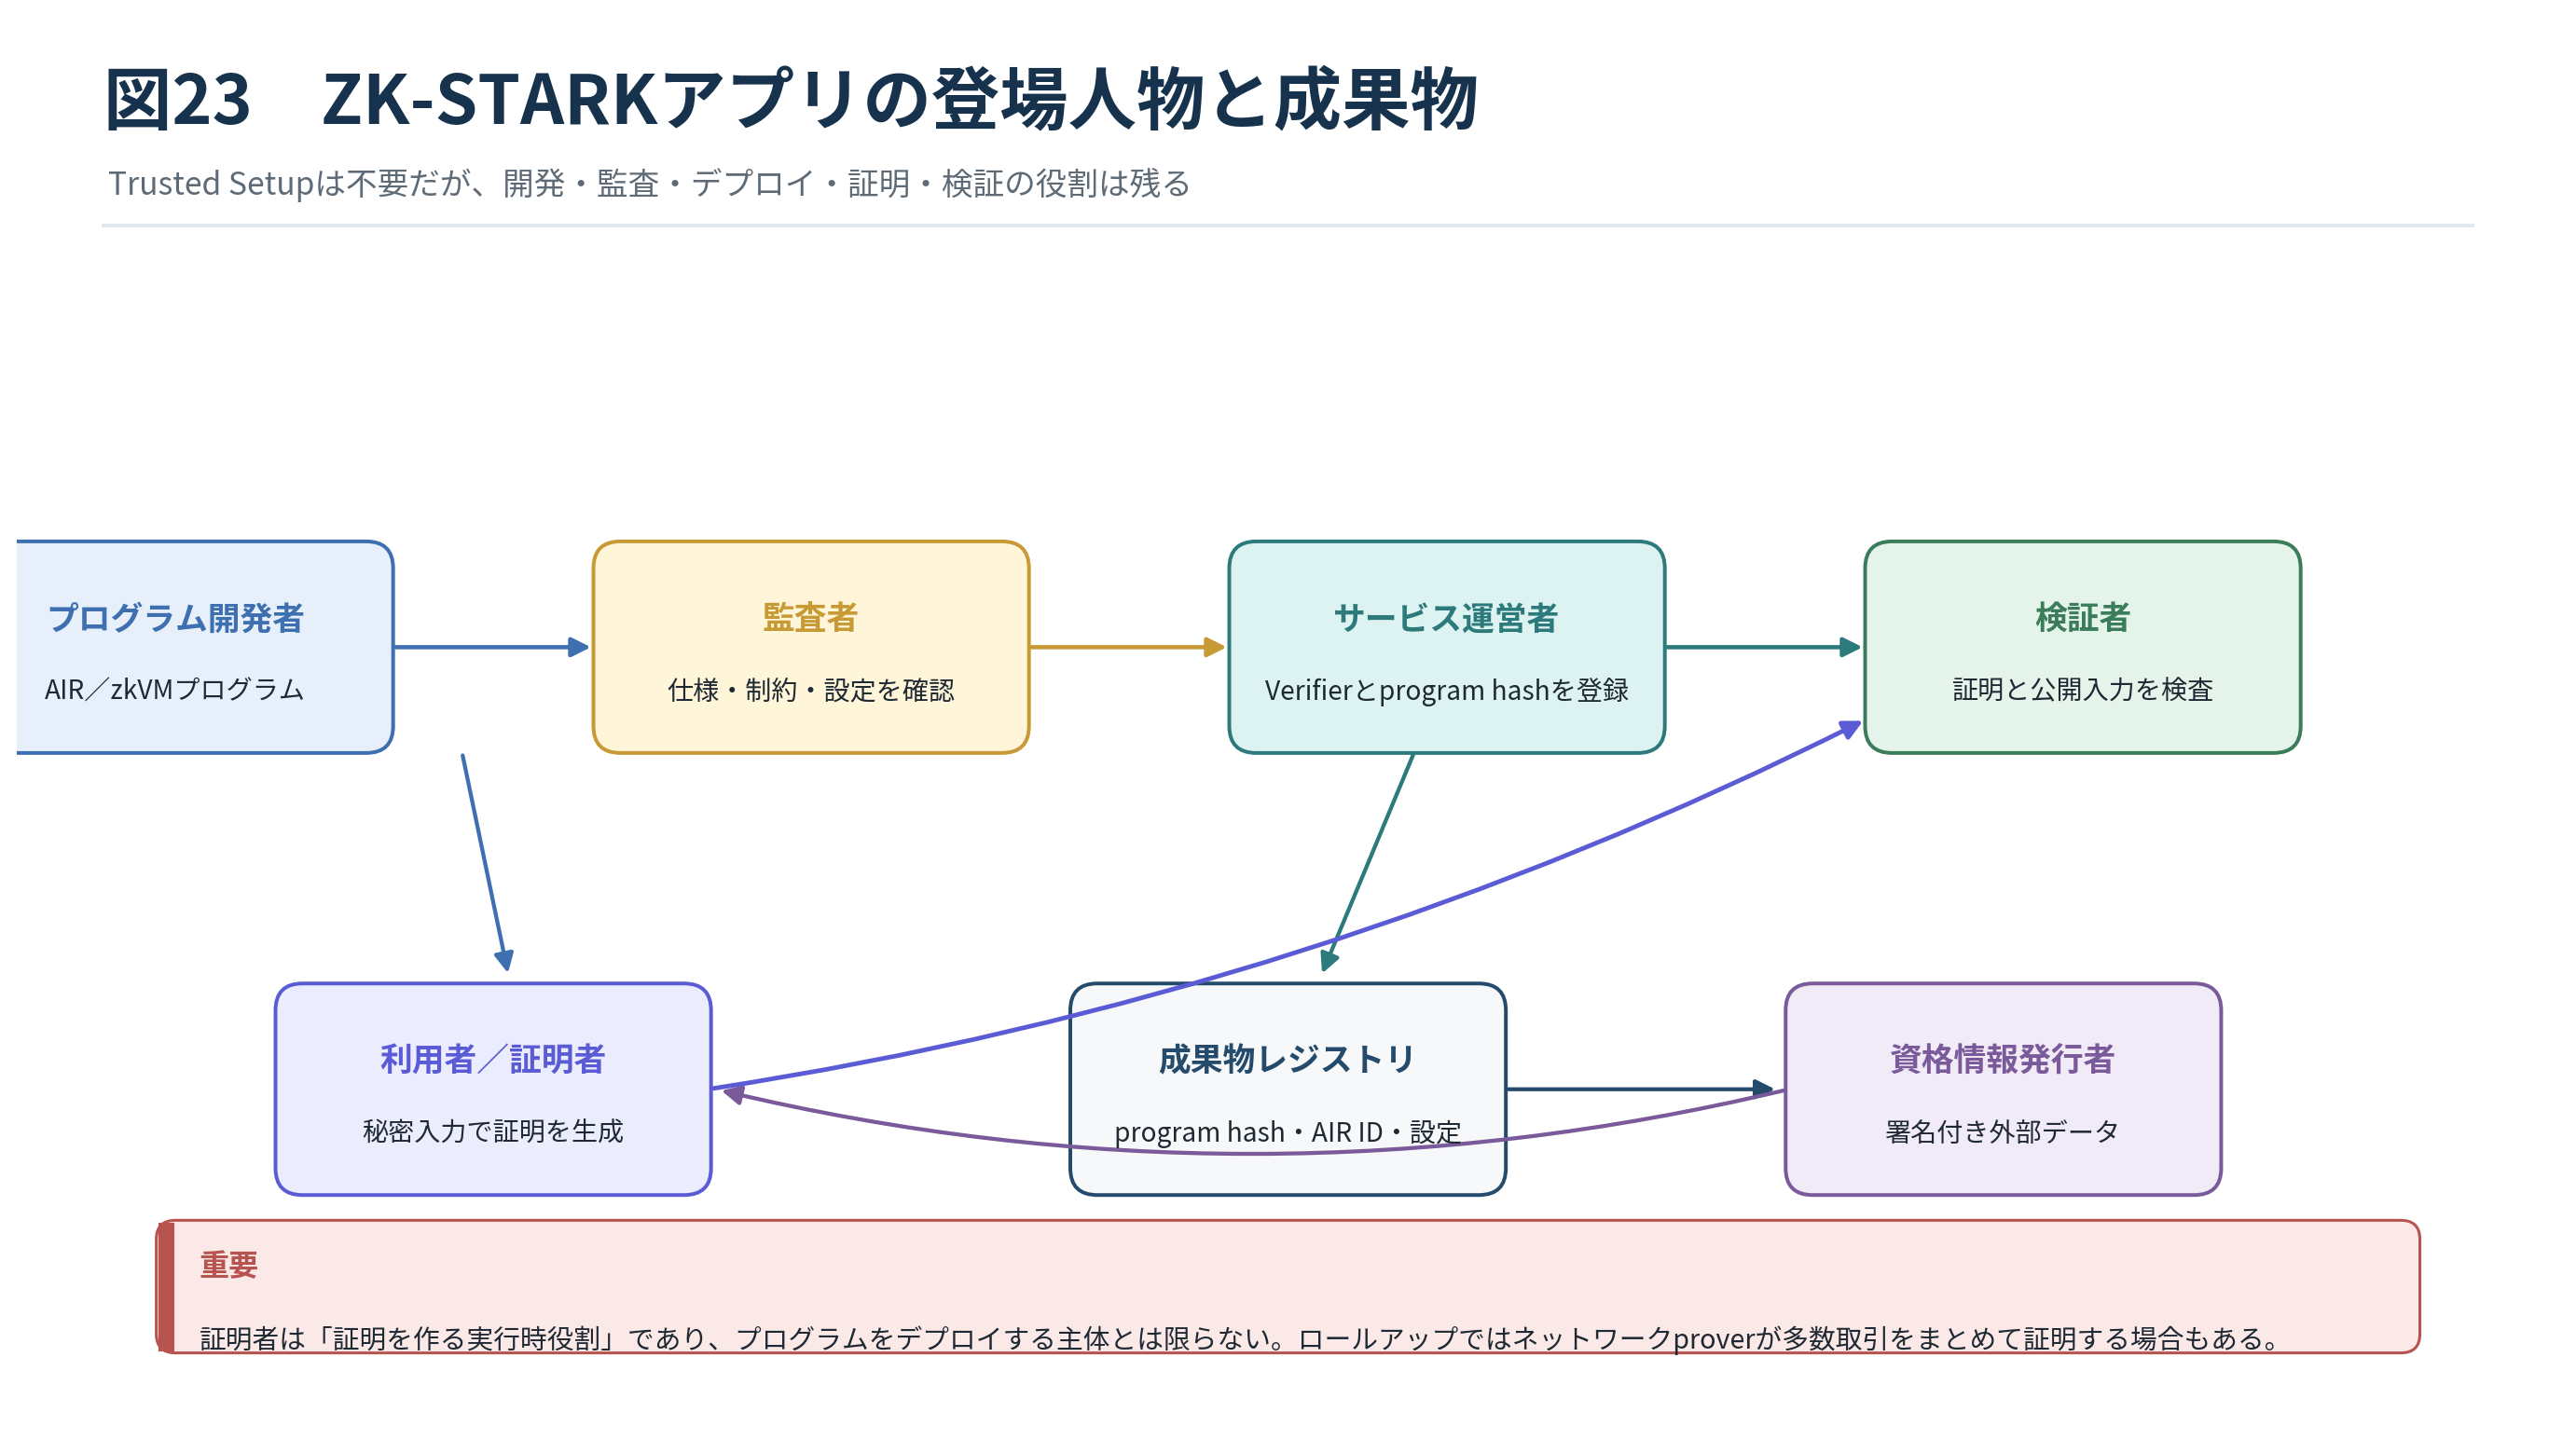 図23　ZK-STARKアプリの登場人物と成果物
Trusted Setupは不要だが、開発・監査・デプロイ・証明・検証の役割は残る
プログラム開発者
AIR／zkVMプログラム
監査者
仕様・制約・設定を確認
サービス運営者
Verifierとprogram hashを登録
検証者
証明と公開入力を検査
利用者／証明者
秘密入力で証明を生成
成果物レジストリ
program hash・AIR ID・設定
資格情報発行者
署名付き外部データ
重要
証明者は「証明を作る実行時役割」であり、プログラムをデプロイする主体とは限らない。ロールアップではネットワークproverが多数取引をまとめて証明する場合もある。